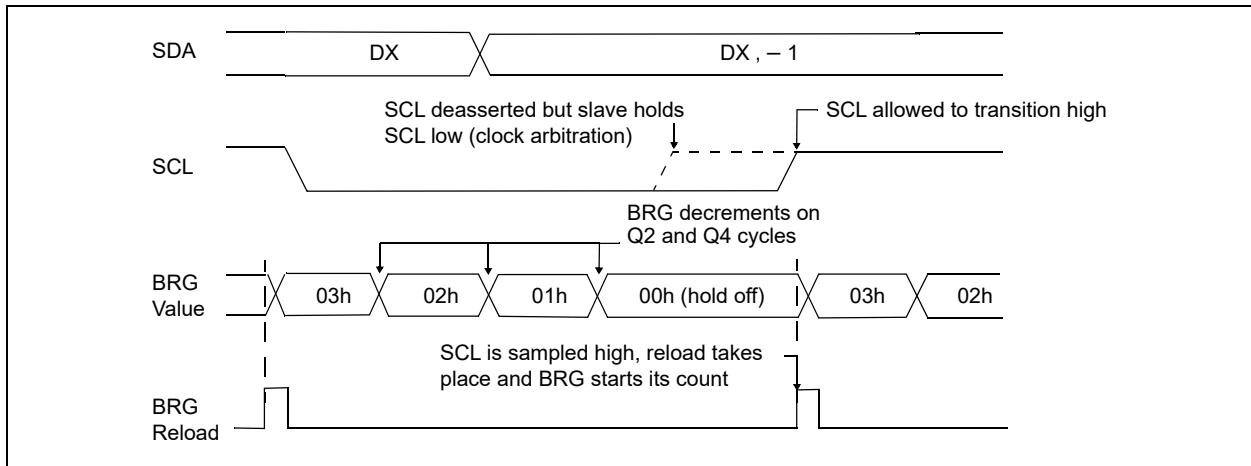 SDA
DX
DX , – 1
SCL deasserted but slave holds
SCL low (clock arbitration)
SCL allowed to transition high
SCL
BRG decrements on
Q2 and Q4 cycles
BRG
Value
03h
02h
01h
00h (hold off)
03h
02h
SCL is sampled high, reload takes
place and BRG starts its count
BRG
Reload